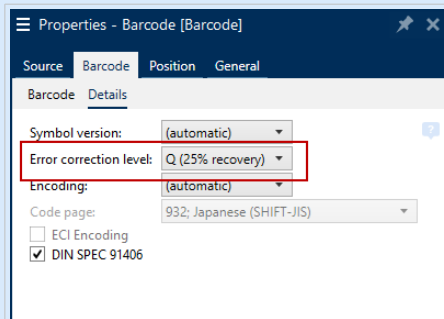 Properties - Barcode [Barcode]
Source Barcode Position General
Barcode Details
Symbol version: (automatic)
Error correction level: Q (25% recovery)
Encoding: (automatic)
Code page: 932; Japanese (SHIFT-JIS)
ECI Encoding
DIN SPEC 91406
?